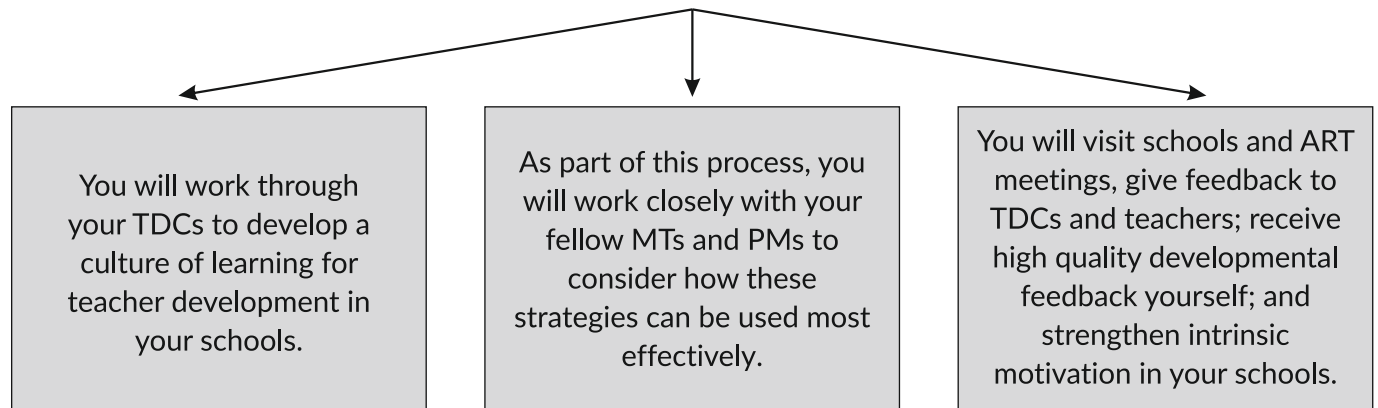 You will work through
your TDCs to develop a
culture of learning for
teacher development in
your schools.
As part of this process, you
will work closely with your
fellow MTs and PMs to
consider how these
strategies can be used most
effectively.
You will visit schools and ART
meetings, give feedback to
TDCs and teachers; receive
high quality developmental
feedback yourself; and
strengthen intrinsic
motivation in your schools.